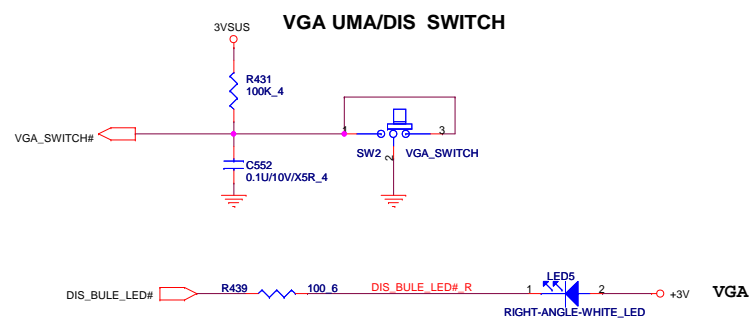 VGA UMA/DIS SWITCH
3VSUS
R431
100K_4
VGA_SWITCH#
1
3
SW2
2
VGA_SWITCH
C552
0.1U/10V/X5R_4
LED5
DIS_BULE_LED#
R439
100_6
DIS_BULE_LED#_R
1
2
+3V
VGA
RIGHT-ANGLE-WHITE_LED